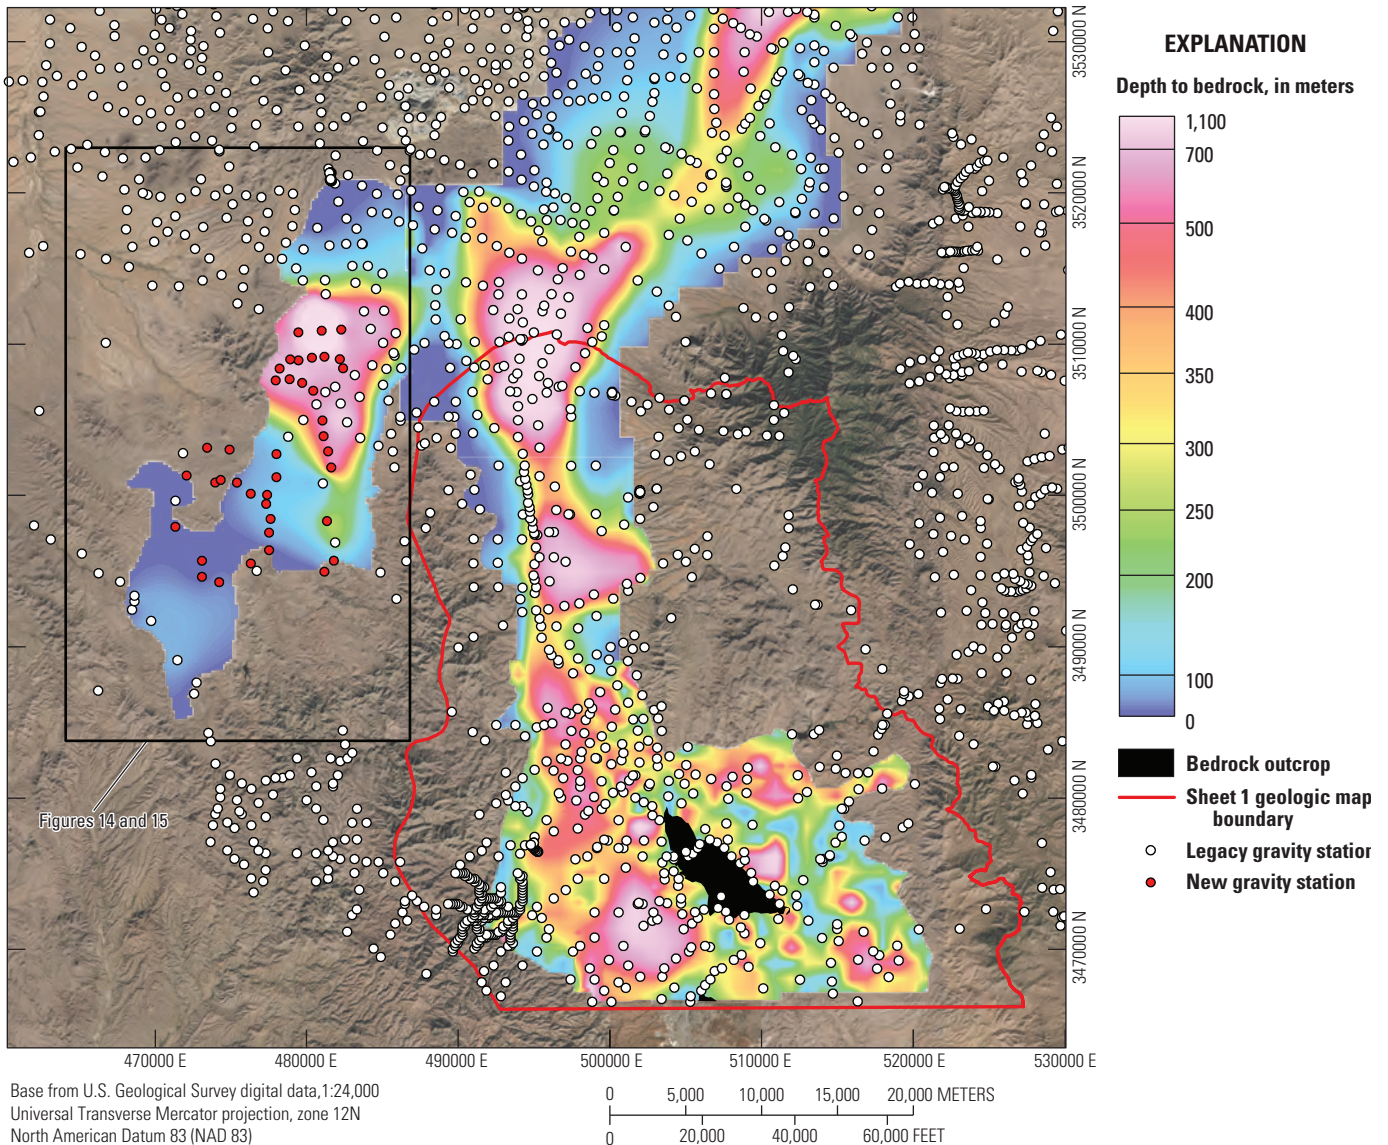 EXPLANATION
Depth to bedrock, in meters
1,100
700
500
400
350
300
250
200
100
0
Bedrock outcrop
Sheet 1 geologic map
boundary
Legacy gravity station
New gravity station
3530000 N
3520000 N
3510000 N
3500000 N
3490000 N
3480000 N
3470000 N
Figures 14 and 15
470000 E
480000 E
490000 E
500000 E
510000 E
520000 E
530000 E
Base from U.S. Geological Survey digital data,1:24,000
Universal Transverse Mercator projection, zone 12N
North American Datum 83 (NAD 83)
0 5,000 10,000 15,000 20,000 METERS
0 20,000 40,000 60,000 FEET